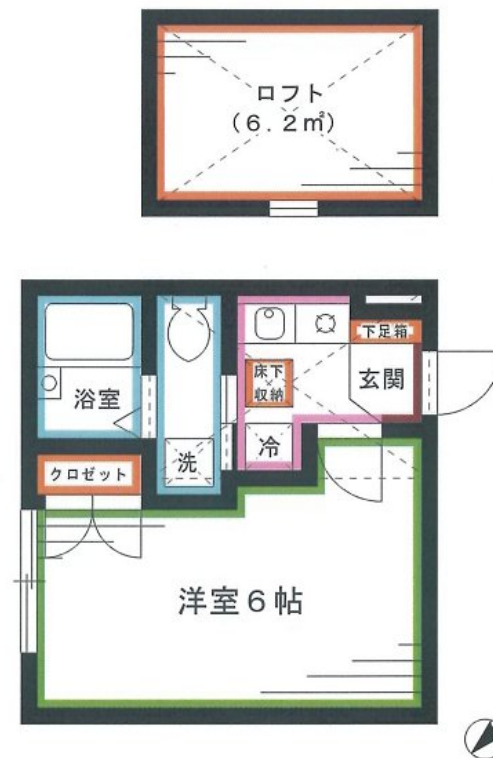 ロフト
(6.2㎡)
下足箱
床下
収納
玄関
浴室
冷
洗
クロゼット
洋室6帖